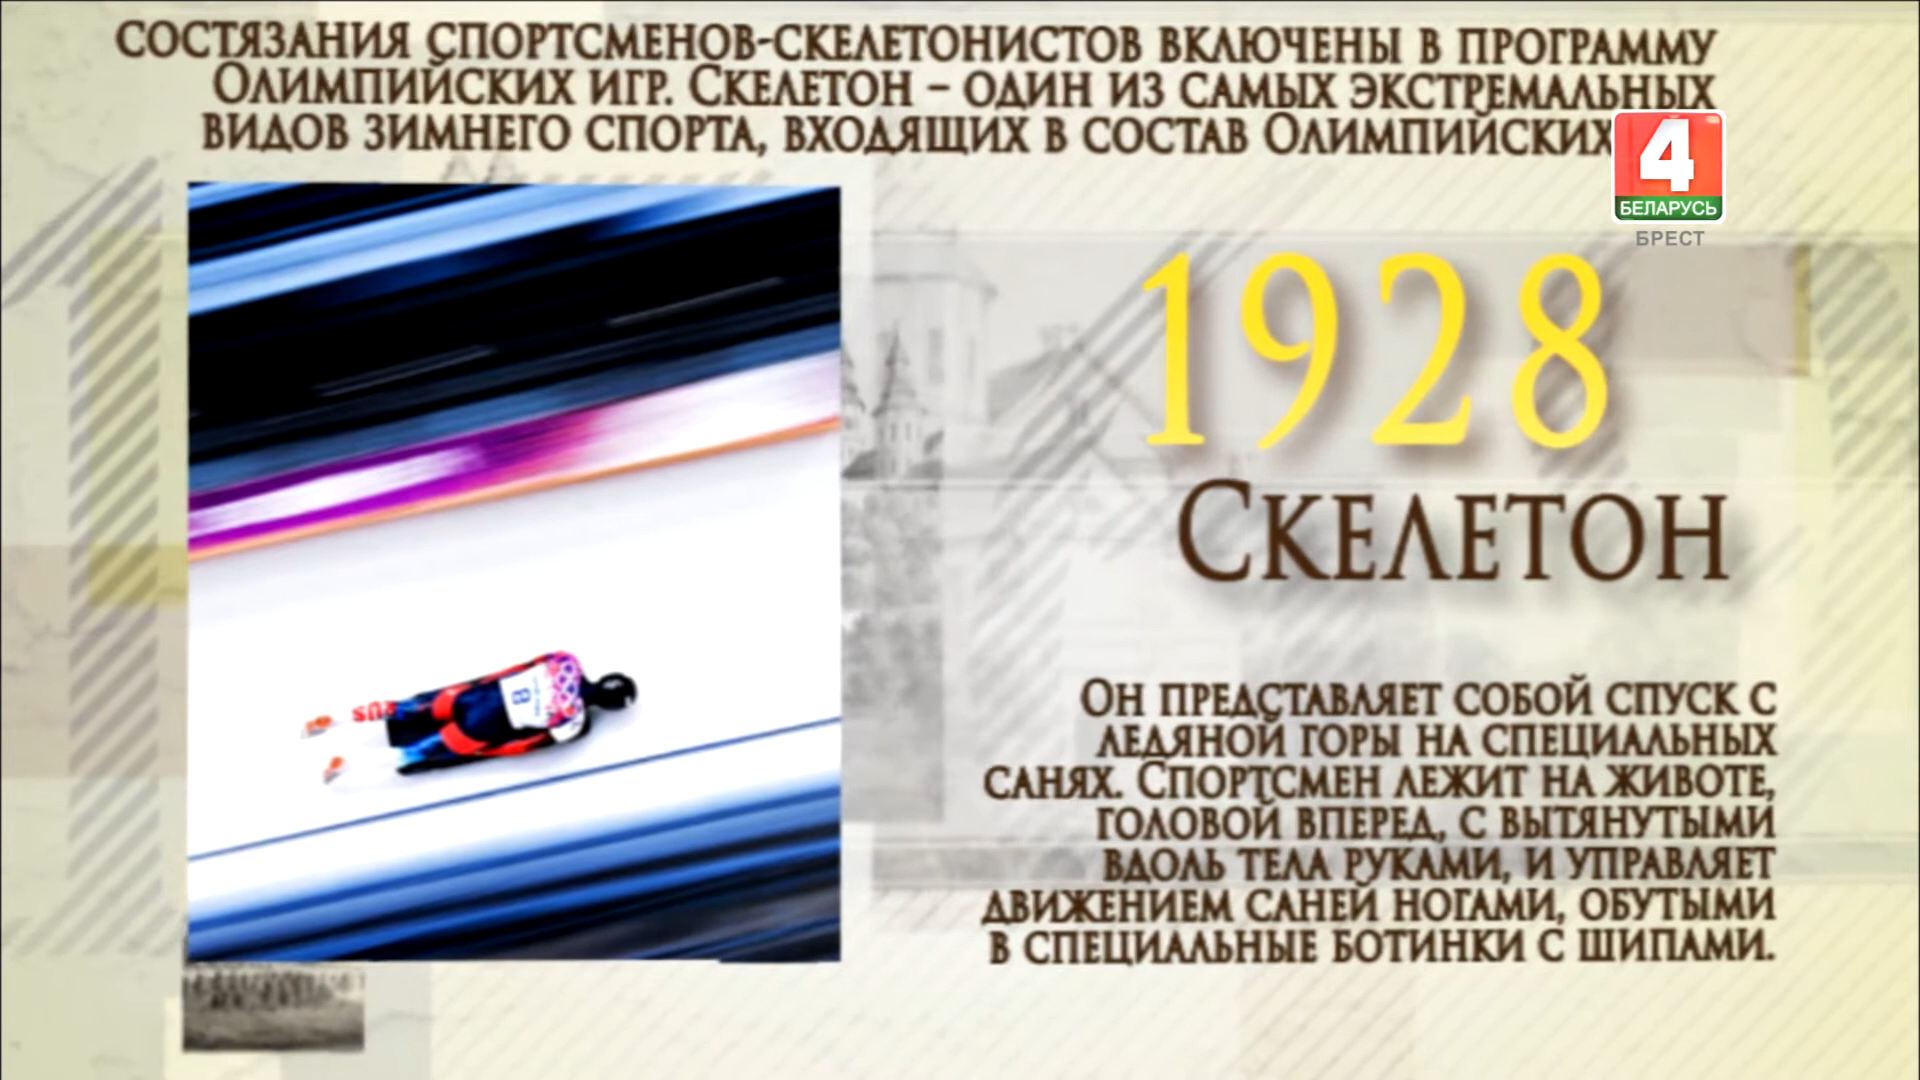 состязания спортсменов-скелетонистов включены в программу
Олимпийских игр. Скелетон – один из самых экстремальных
видов зимнего спорта, входящих в состав Олимпийских
4
БЕЛАРУСЬ
БРЕСТ
1928
Скелетон
Он представляет собой спуск с
ледяной горы на специальных
санях. Спортсмен лежит на животе,
головой вперед, с вытянутыми
вдоль тела руками, и управляет
движением саней ногами, обутыми
в специальные ботинки с шипами.
RUS
8